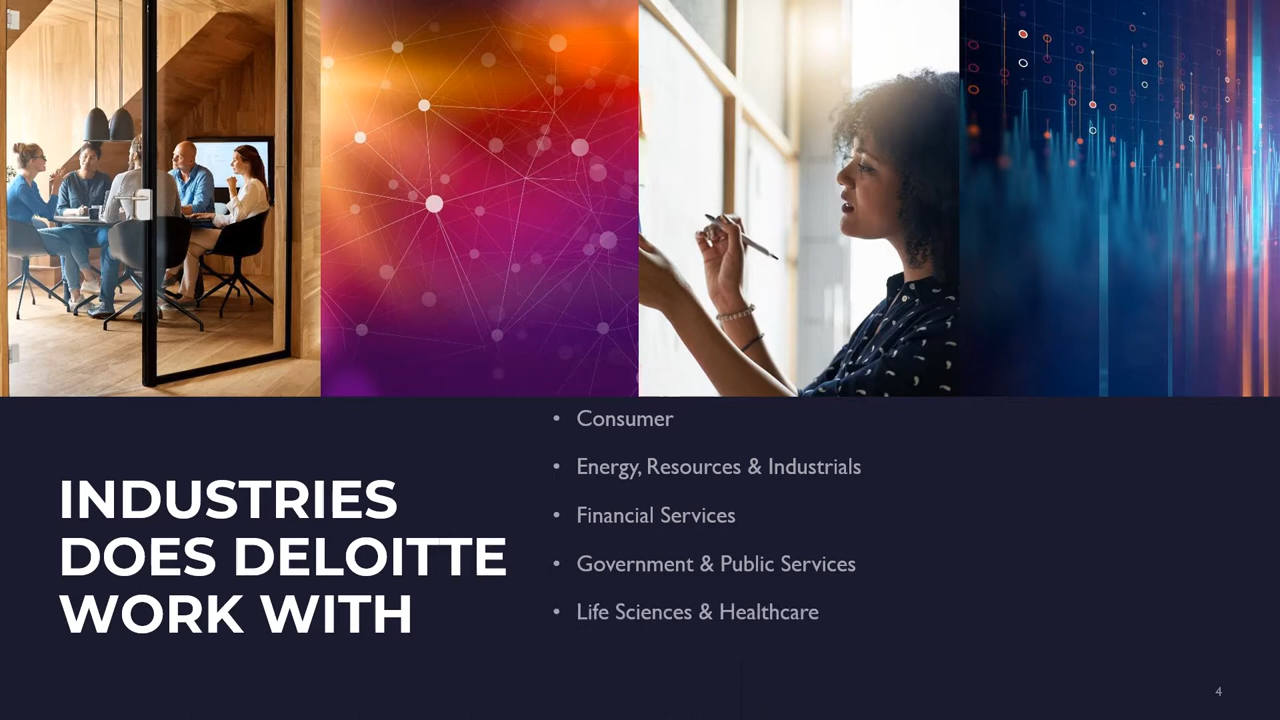 INDUSTRIES
DOES DELOITTE
WORK WITH
• Consumer
• Energy, Resources & Industrials
• Financial Services
• Government & Public Services
• Life Sciences & Healthcare
4